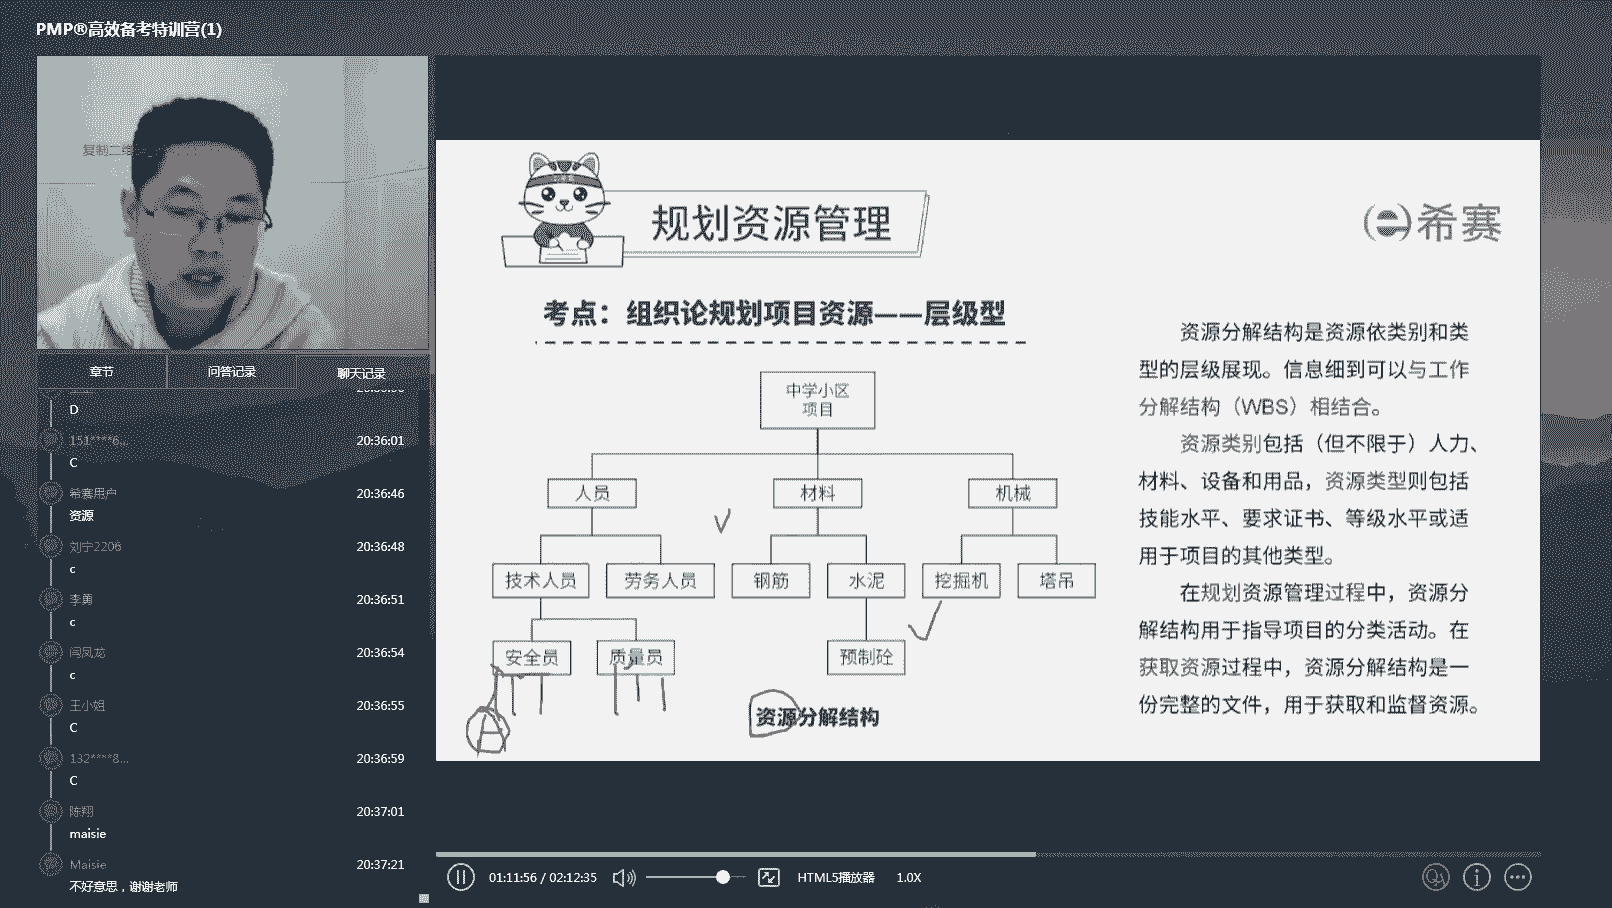 PMP®高效备考特训营(1)
复制二维
章节
问答记录
聊天记录
D
151****6...
20:36:01
C
希赛用户
20:36:46
资源
刘宁2206
20:36:48
c
李勇
20:36:51
c
闫凤龙
20:36:54
c
王小姐
20:36:55
C
132****8...
20:36:59
C
陈翔
20:37:01
maisie
Maisie
20:37:21
不好意思，谢谢老师
规划资源管理
希赛
考点：组织论规划项目资源——层级型
中学小区
项目
人员
材料
机械
技术人员
劳务人员
钢筋
水泥
挖掘机
塔吊
安全员
质量员
预制砼
A
资源分解结构
资源分解结构是资源依类别和类
型的层级展现。信息细到可以与工作
分解结构（WBS）相结合。
资源类别包括（但不限于）人力、
材料、设备和用品，资源类型则包括
技能水平、要求证书、等级水平或适
用于项目的其他类型。
在规划资源管理过程中，资源分
解结构用于指导项目的分类活动。在
获取资源过程中，资源分解结构是一
份完整的文件，用于获取和监督资源。
01:11:56 / 02:12:35
HTML5播放器
1.0X
QA